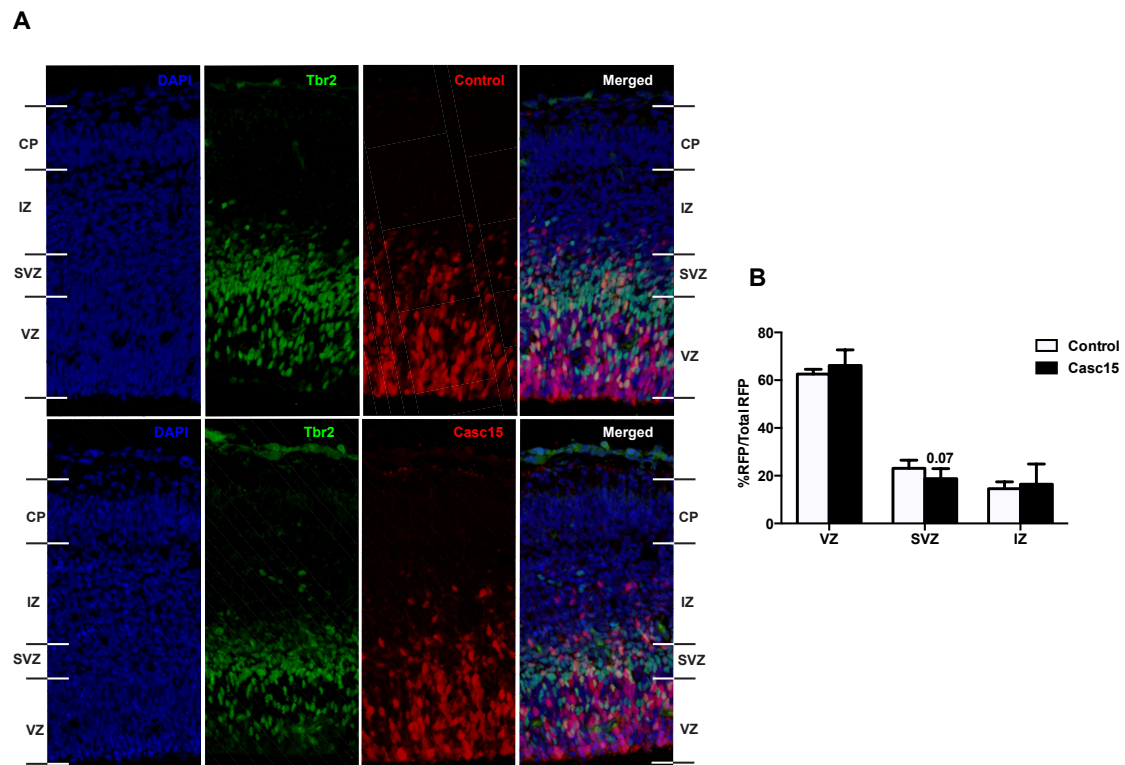 A
DAPI Tbr2 Control Merged
CP CP
IZ IZ
SVZ SVZ
VZ VZ
DAPI Tbr2 Casc15 Merged
CP CP
IZ IZ
SVZ SVZ
VZ VZ
B
%RFP/Total RFP
80
60
40
20
0
0.07
VZ SVZ IZ
Control
Casc15